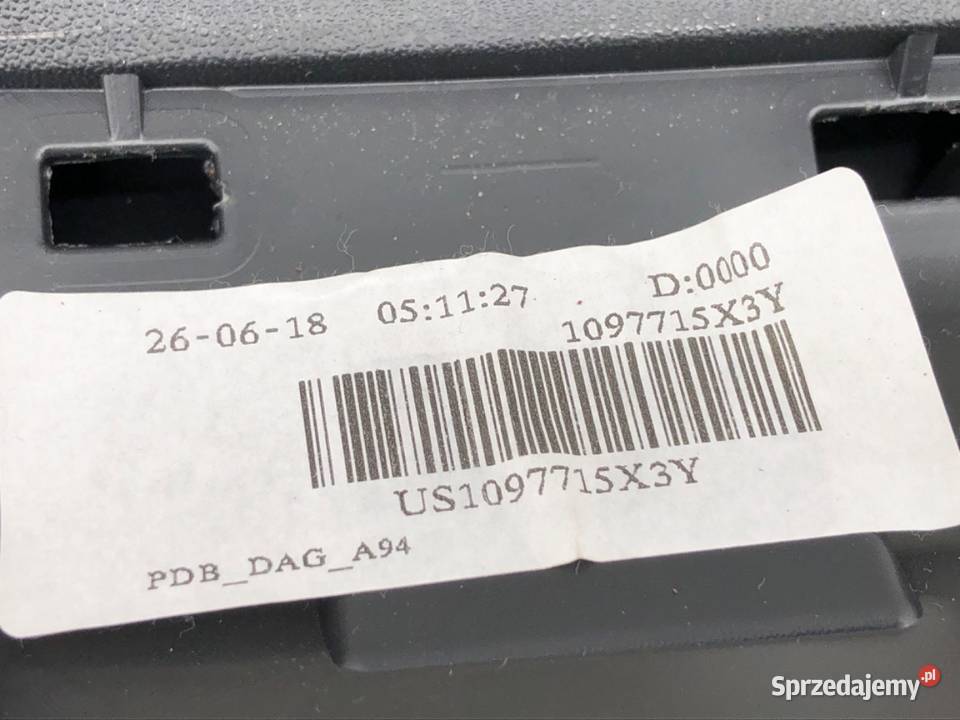 26-06-18 05:11:27 D:0000
1097715X3Y
US1097715X3Y
PDB_DAG_A94
Sprzedajemy.pl